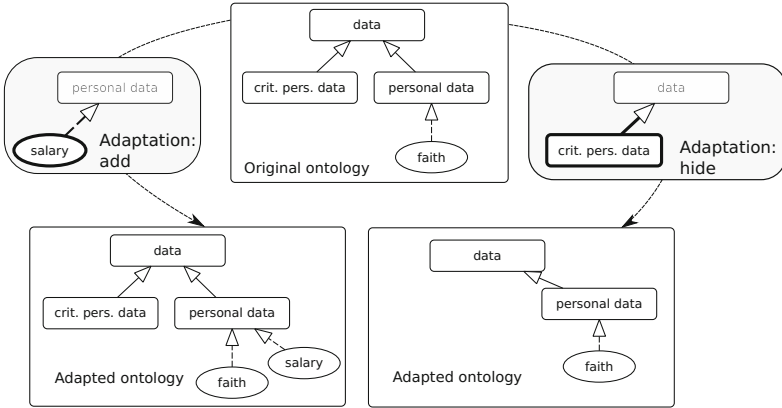 data
crit. pers. data
personal data
faith
Original ontology
personal data
salary
Adaptation:
add
data
crit. pers. data
Adaptation:
hide
data
crit. pers. data
personal data
faith
salary
Adapted ontology
data
personal data
faith
Adapted ontology